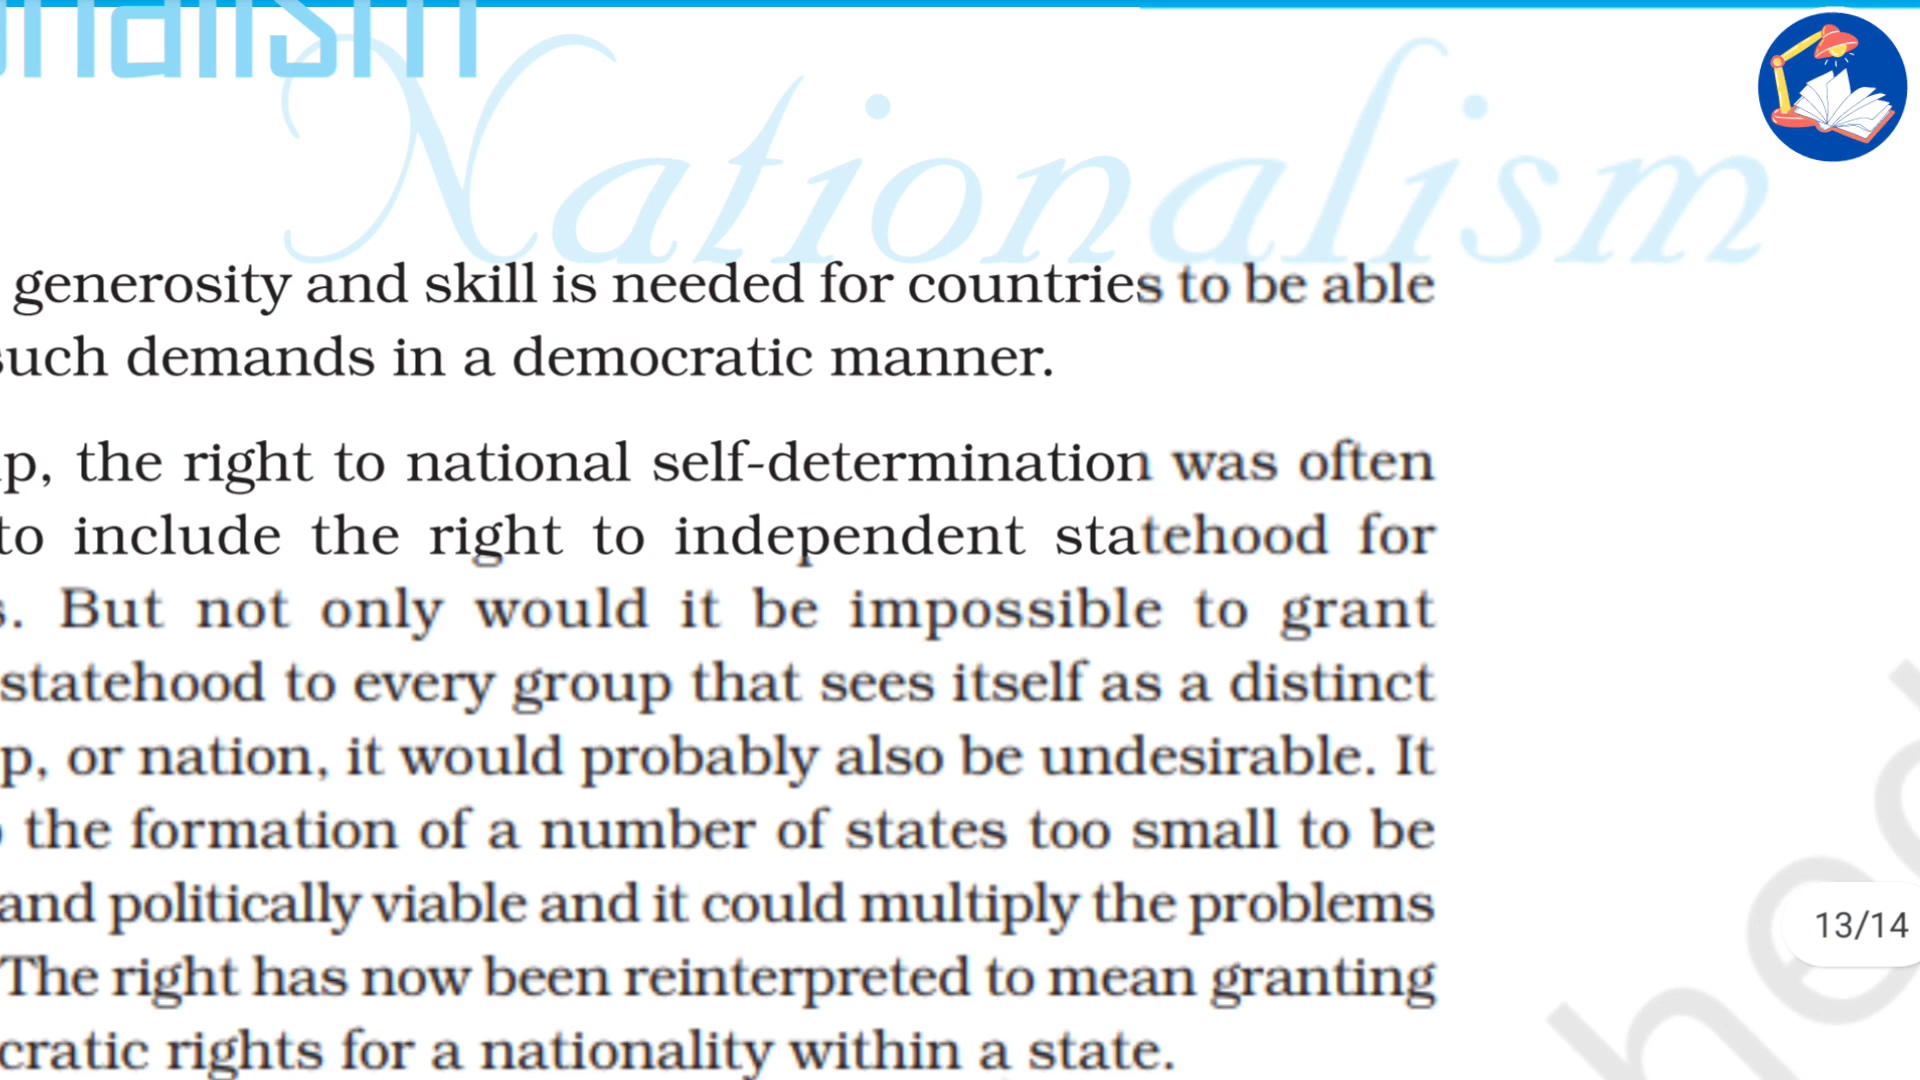 Nationalism
generosity and skill is needed for countries to be able
such demands in a democratic manner.
the right to national self-determination was often
to include the right to independent statehood for
But not only would it be impossible to grant
statehood to every group that sees itself as a distinct
or nation, it would probably also be undesirable. It
the formation of a number of states too small to be
and politically viable and it could multiply the problems
The right has now been reinterpreted to mean granting
cratic rights for a nationality within a state.
13/14